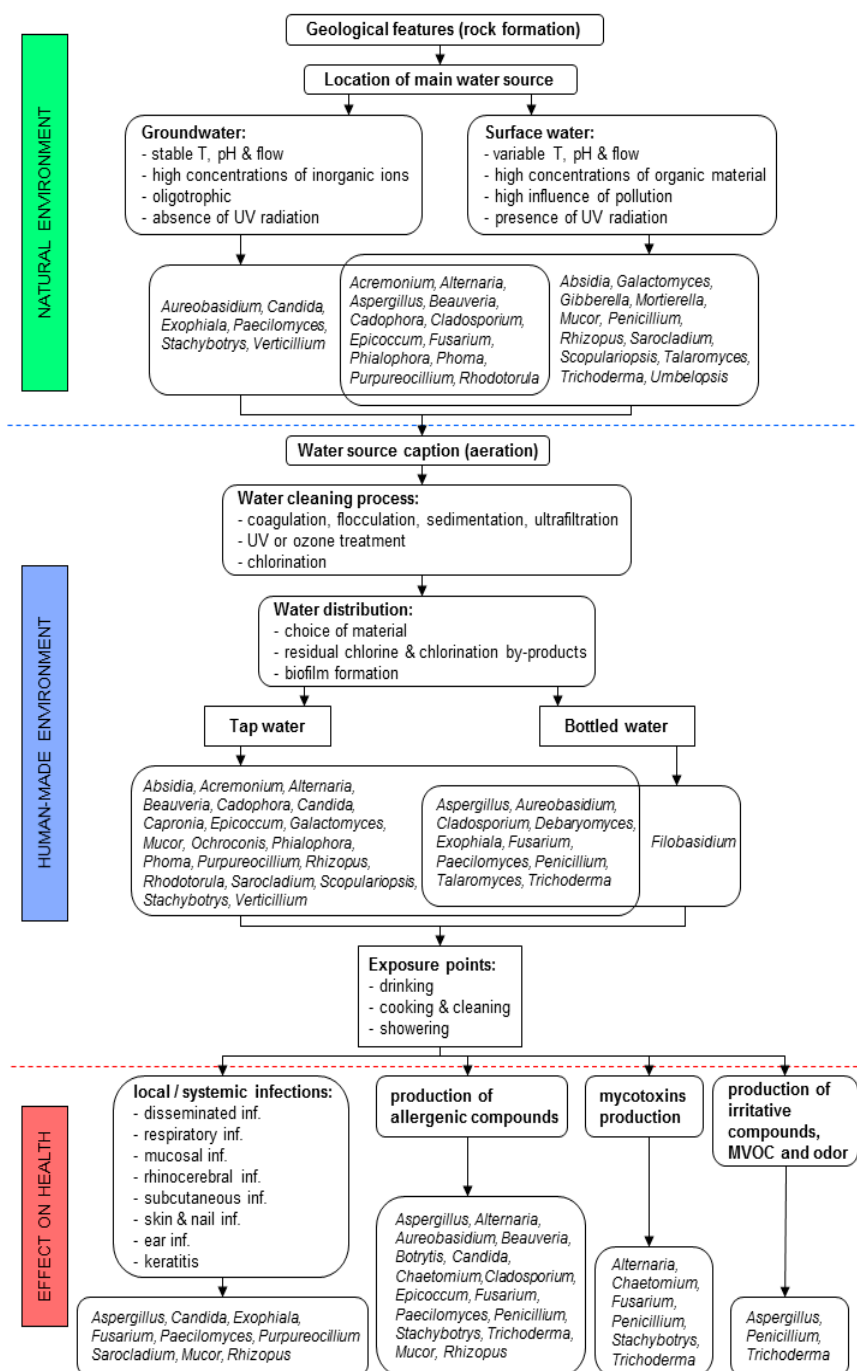 NATURAL ENVIRONMENT
Geological features (rock formation)
Location of main water source
Groundwater:
- stable T, pH & flow
- high concentrations of inorganic ions
- oligotrophic
- absence of UV radiation
Surface water:
- variable T, pH & flow
- high concentrations of organic material
- high influence of pollution
- presence of UV radiation
Aureobasidium, Candida,
Exophiala, Paecilomyces,
Stachybotrys, Verticillium
Acremonium, Alternaria,
Aspergillus, Beauveria,
Cadophora, Cladosporium,
Epicoccum, Fusarium,
Phialophora, Phoma,
Purpureocillium, Rhodotorula
Absidia, Galactomyces,
Gibberella, Mortierella,
Mucor, Penicillium,
Rhizopus, Sarocladium,
Scopulariopsis, Talaromyces,
Trichoderma, Umbelopsis
HUMAN-MADE ENVIRONMENT
Water source caption (aeration)
Water cleaning process:
- coagulation, flocculation, sedimentation, ultrafiltration
- UV or ozone treatment
- chlorination
Water distribution:
- choice of material
- residual chlorine & chlorination by-products
- biofilm formation
Tap water
Bottled water
Absidia, Acremonium, Alternaria,
Beauveria, Cadophora, Candida,
Capronia, Epicoccum, Galactomyces,
Mucor, Ochroconis, Phialophora,
Phoma, Purpureocillium, Rhizopus,
Rhodotorula, Sarocladium, Scopulariopsis,
Stachybotrys, Verticillium
Aspergillus, Aureobasidium,
Cladosporium, Debaryomyces,
Exophiala, Fusarium,
Paecilomyces, Penicillium,
Talaromyces, Trichoderma
Filobasidium
Exposure points:
- drinking
- cooking & cleaning
- showering
EFFECT ON HEALTH
local / systemic infections:
- disseminated inf.
- respiratory inf.
- mucosal inf.
- rhinocerebral inf.
- subcutaneous inf.
- skin & nail inf.
- ear inf.
- keratitis
production of
allergenic compounds
mycotoxins
production
production of
irritative
compounds,
MVOC and odor
Aspergillus, Candida, Exophiala,
Fusarium, Paecilomyces, Purpureocillium
Sarocladium, Mucor, Rhizopus
Aspergillus, Alternaria,
Aureobasidium, Beauveria,
Botrytis, Candida,
Chaetomium, Cladosporium,
Epicoccum, Fusarium,
Paecilomyces, Penicillium,
Stachybotrys, Trichoderma,
Mucor, Rhizopus
Alternaria,
Chaetomium,
Fusarium,
Penicillium,
Stachybotrys,
Trichoderma
Aspergillus,
Penicillium,
Trichoderma